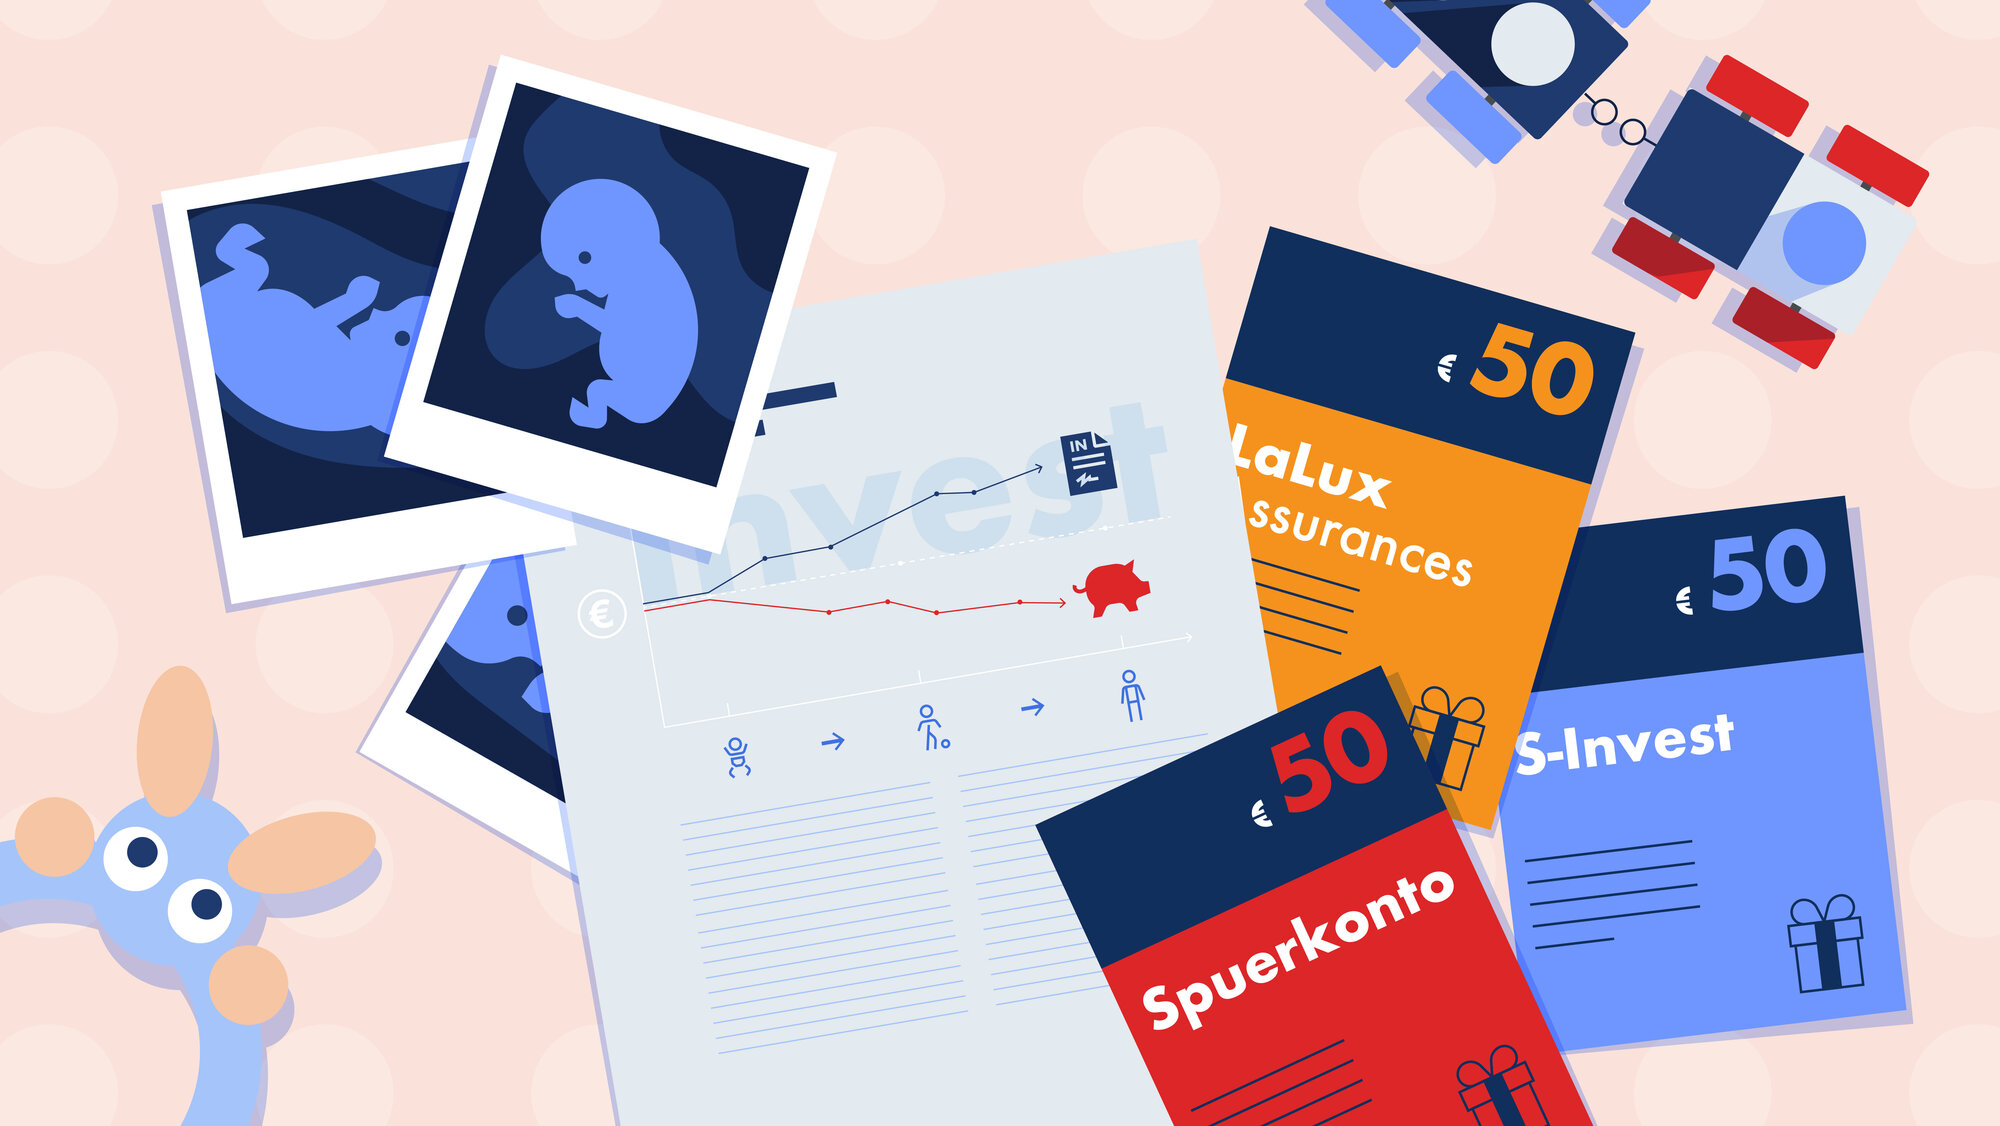 Invest
IN
€
€ 50
LaLux
ssurances
€ 50
S-Invest
€ 50
Spuerkonto